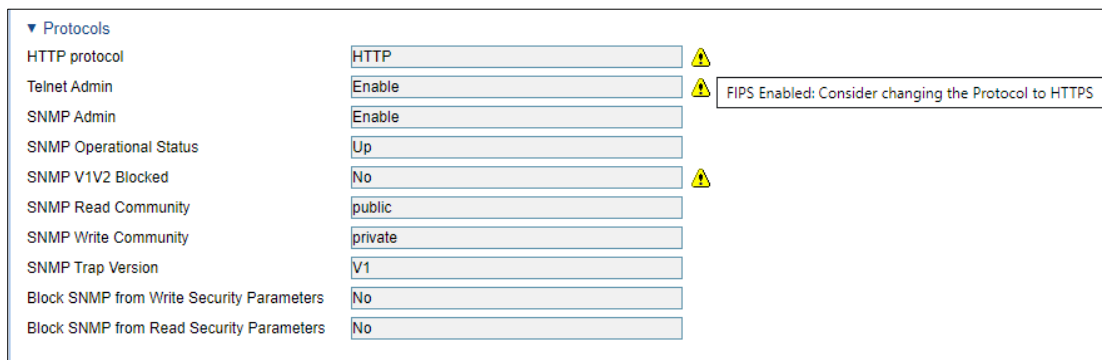 ▼ Protocols
HTTP protocol HTTP
Telnet Admin Enable FIPS Enabled: Consider changing the Protocol to HTTPS
SNMP Admin Enable
SNMP Operational Status Up
SNMP V1V2 Blocked No
SNMP Read Community public
SNMP Write Community private
SNMP Trap Version V1
Block SNMP from Write Security Parameters No
Block SNMP from Read Security Parameters No